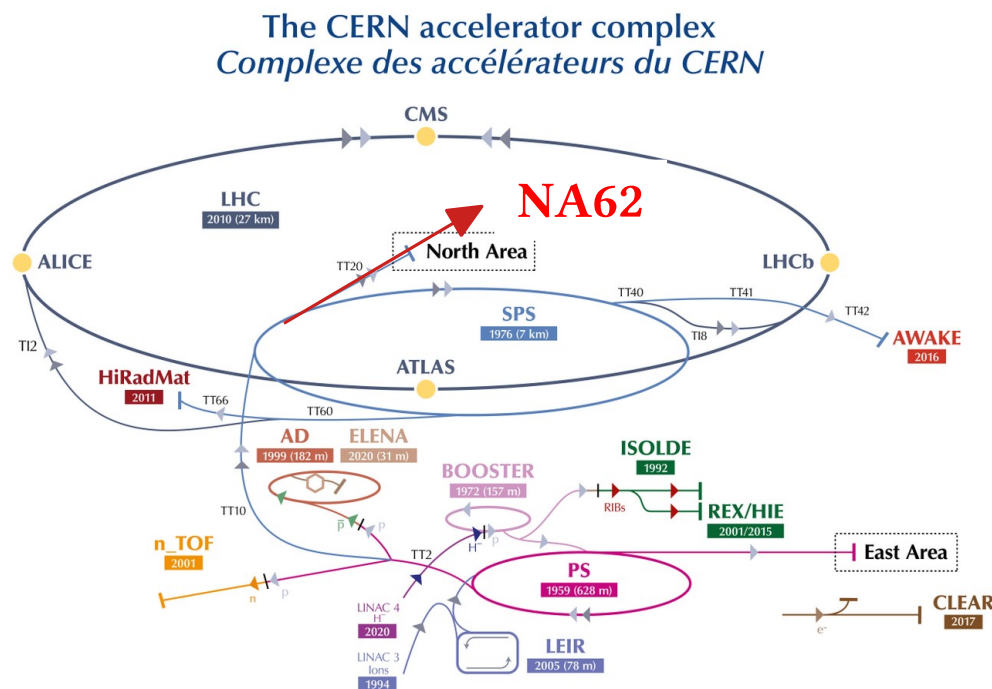 The CERN accelerator complex
Complexe des accélérateurs du CERN
CMS
LHC
2010 (27 km)
NA62
North Area
TT20
ALICE
LHCb
TT40
TT41
TT42
SPS
1976 (7 km)
TI8
AWAKE
2016
TI2
ATLAS
HiRadMat
2011
TT66
TT60
AD
1999 (182 m)
ELENA
2020 (31 m)
ISOLDE
1992
BOOSTER
1972 (157 m)
RIBs
REX/HIE
2001/2015
TT10
p̅
p
H⁻
p
n_TOF
2001
TT2
East Area
n
p
PS
1959 (628 m)
LINAC 4
H⁻
2020
CLEAR
2017
e⁻
LINAC 3
Ions
1994
LEIR
2005 (78 m)